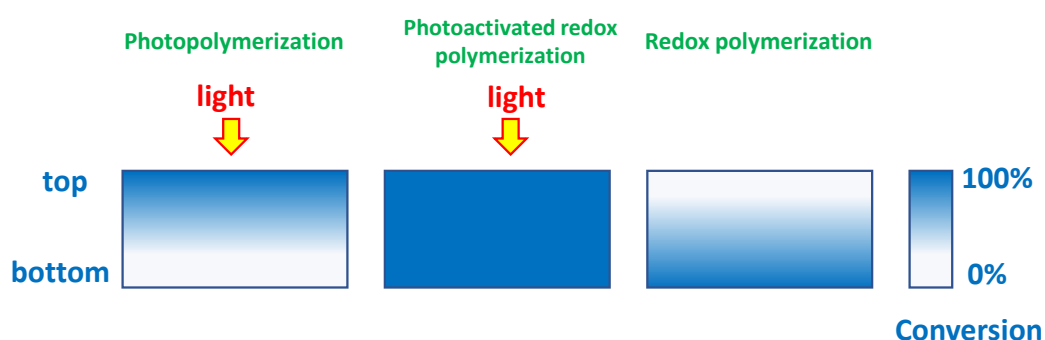 Photopolymerization
Photoactivated redox
polymerization
Redox polymerization
light
light
top
bottom
100%
0%
Conversion